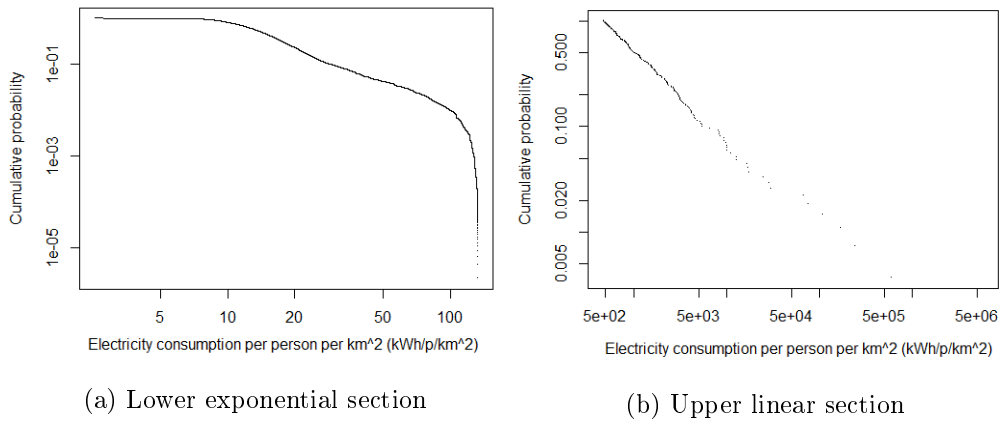 Cumulative probability
1e-01
1e-03
1e-05
5 10 20 50 100
Electricity consumption per person per km^2 (kWh/p/km^2)
(a) Lower exponential section
Cumulative probability
0.500
0.100
0.020
0.005
5e+02 5e+03 5e+04 5e+05 5e+06
Electricity consumption per person per km^2 (kWh/p/km^2)
(b) Upper linear section